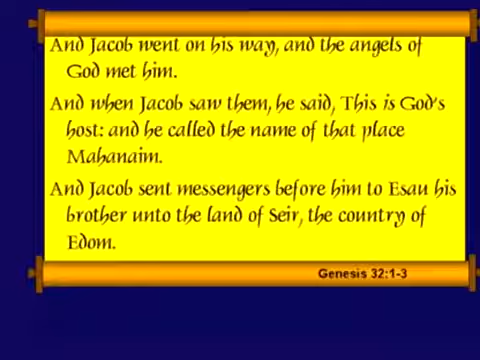 And Jacob went on his way, and the angels of
God met him.
And when Jacob saw them, he said, This is God's
host: and he called the name of that place
Mahanaim.
And Jacob sent messengers before him to Esau his
brother unto the land of Seir, the country of
Edom.
Genesis 32:1-3